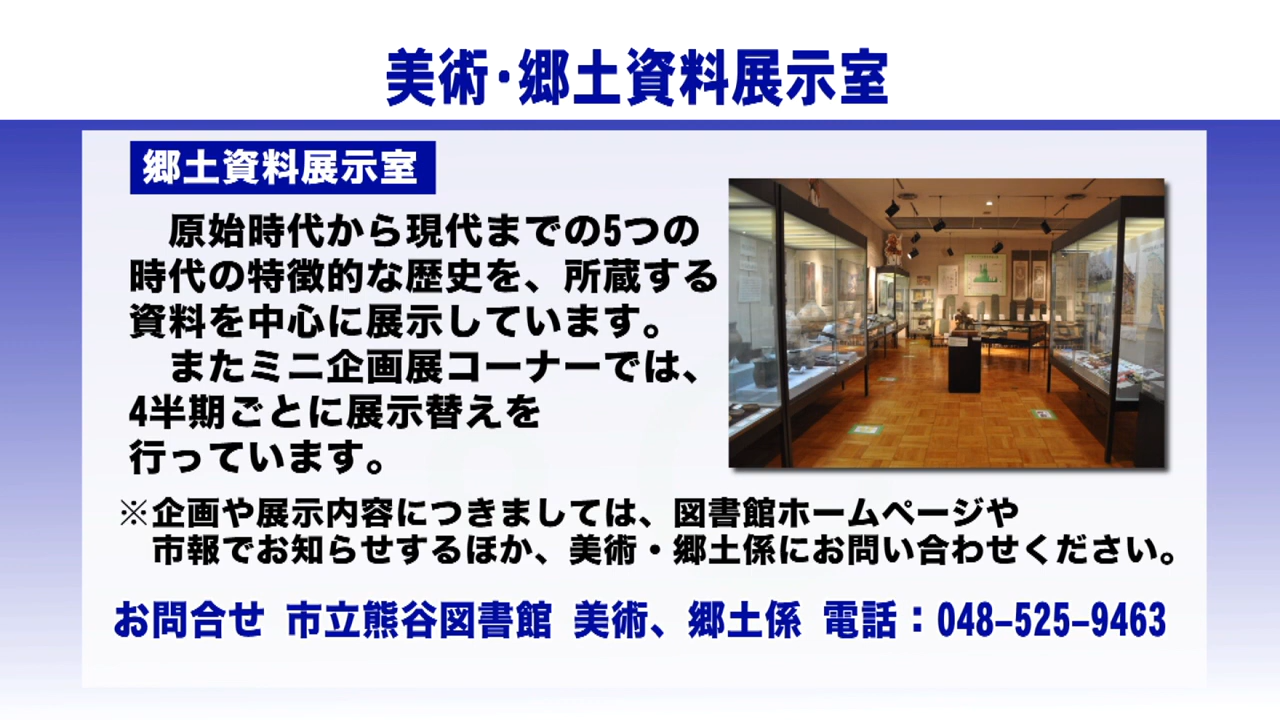 美術・郷土資料展示室
郷土資料展示室
原始時代から現代までの5つの
時代の特徴的な歴史を、所蔵する
資料を中心に展示しています。
またミニ企画展コーナーでは、
4半期ごとに展示替えを
行っています。
※企画や展示内容につきましては、図書館ホームページや
市報でお知らせするほか、美術・郷土係にお問い合わせください。
お問合せ 市立熊谷図書館 美術、郷土係 電話：048-525-9463